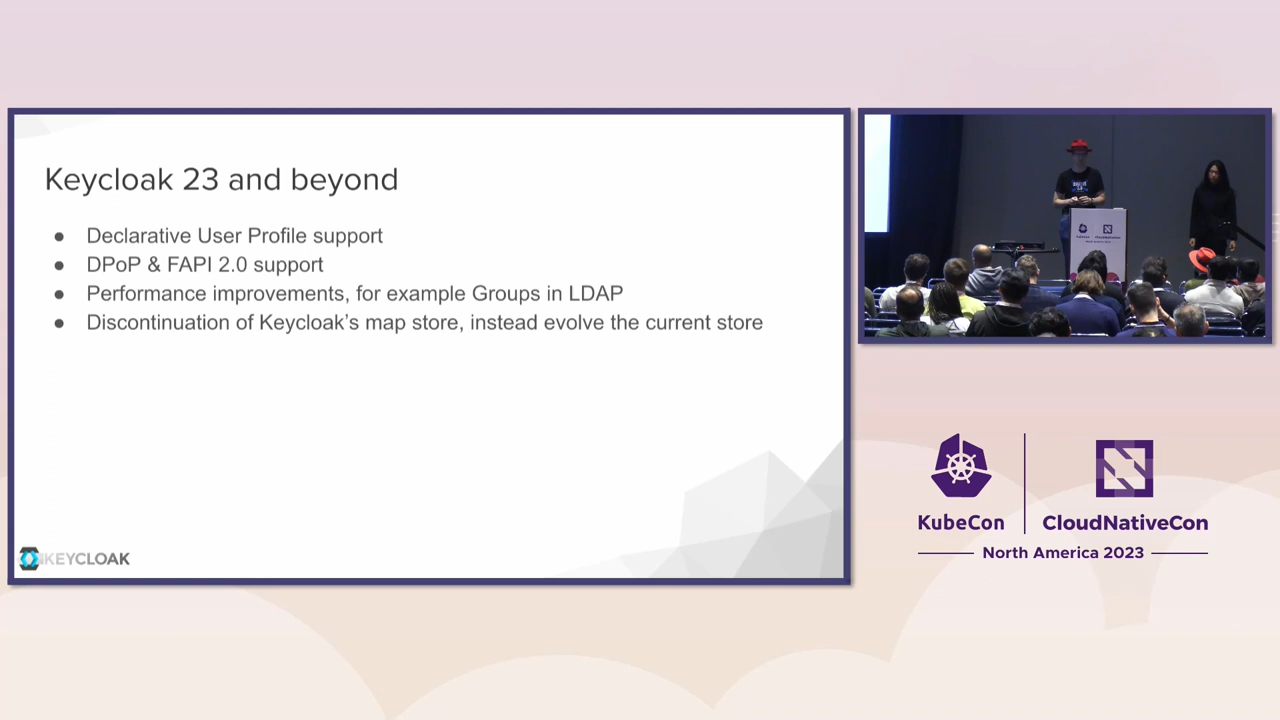 Keycloak 23 and beyond
● Declarative User Profile support
● DPoP & FAPI 2.0 support
● Performance improvements, for example Groups in LDAP
● Discontinuation of Keycloak's map store, instead evolve the current store
KEYCLOAK
KubeCon
CloudNativeCon
North America 2023